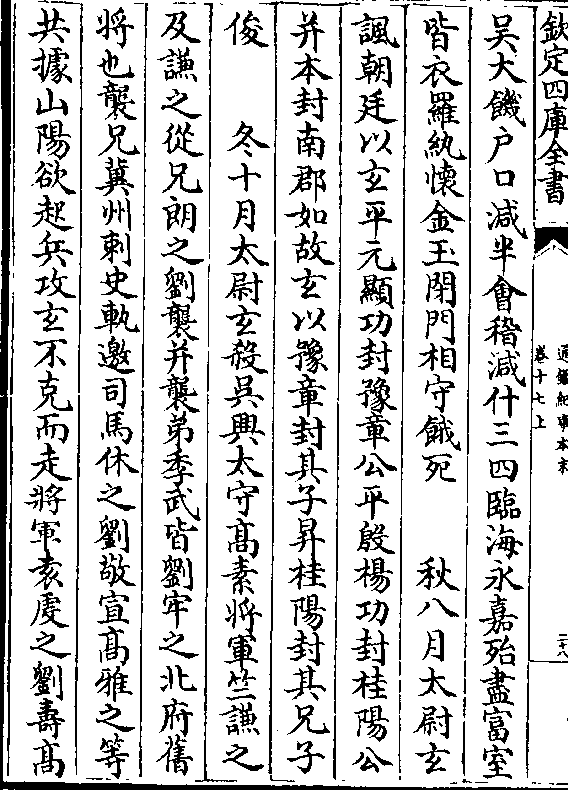 欽定四庫全書
通鑑紀事本末
卷十七上
二十八
吴大饑户口減半會稽減什三四臨海永嘉殆盡富室
皆衣羅紈懷金玉閉門相守餓死　秋八月太尉玄
諷朝廷以玄平元顯功封豫章公平殷楊功封桂陽公
并本封南郡如故玄以豫章封其子昇桂陽封其兄子
俊　冬十月太尉玄殺吳興太守高素將軍竺謙之
及謙之從兄朗之劉襲并襲弟季武皆劉牢之北府舊
將也襲兄冀州刺史軌邀司馬休之劉敬宣高雅之等
共據山陽欲起兵攻玄不克而走將軍袁虔之劉壽高